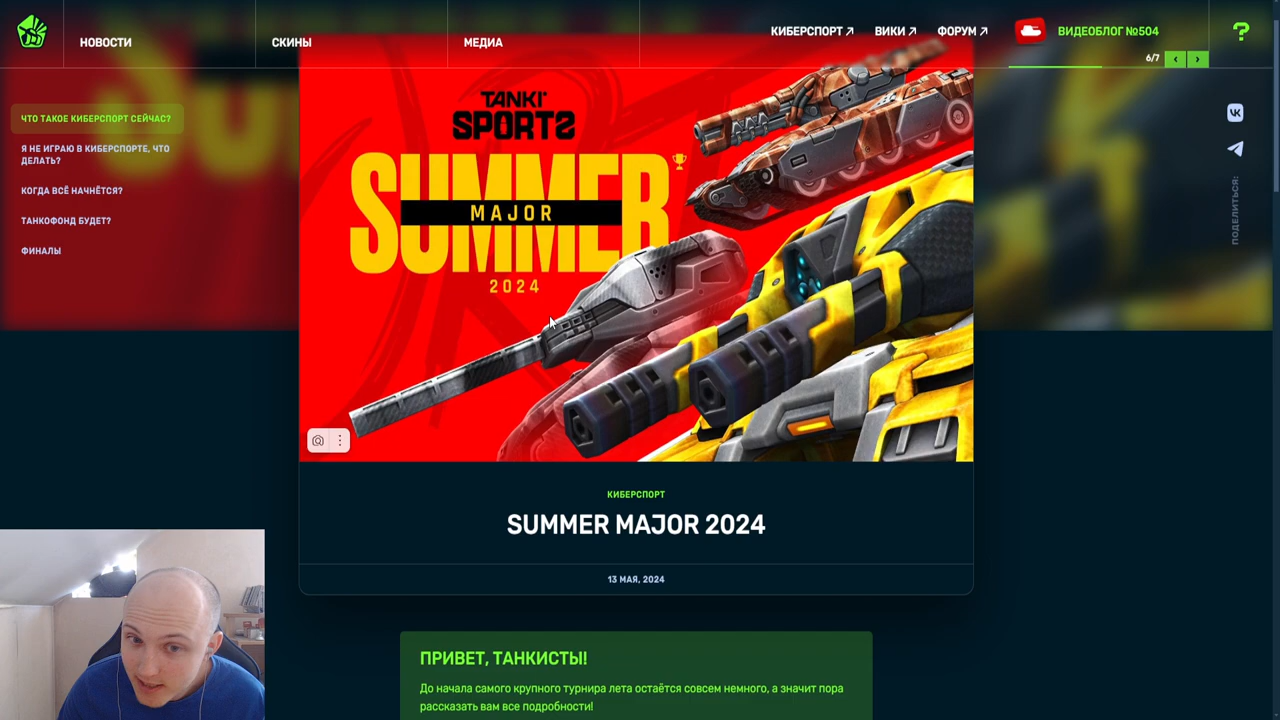 НОВОСТИ
СКИНЫ
МЕДИА
КИБЕРСПОРТ ↗
ВИКИ ↗
ФОРУМ ↗
ВИДЕОБЛОГ №504
?
6/7
‹ ›
ЧТО ТАКОЕ КИБЕРСПОРТ СЕЙЧАС?
Я НЕ ИГРАЮ В КИБЕРСПОРТЕ, ЧТО
ДЕЛАТЬ?
КОГДА ВСЁ НАЧНЁТСЯ?
ТАНКОФОНД БУДЕТ?
ФИНАЛЫ
TANKI
SPORTS
SUMMER
MAJOR
2024
ПОДЕЛИТЬСЯ:
КИБЕРСПОРТ
SUMMER MAJOR 2024
13 МАЯ, 2024
ПРИВЕТ, ТАНКИСТЫ!
До начала самого крупного турнира лета остаётся совсем немного, а значит пора
рассказать вам все подробности!